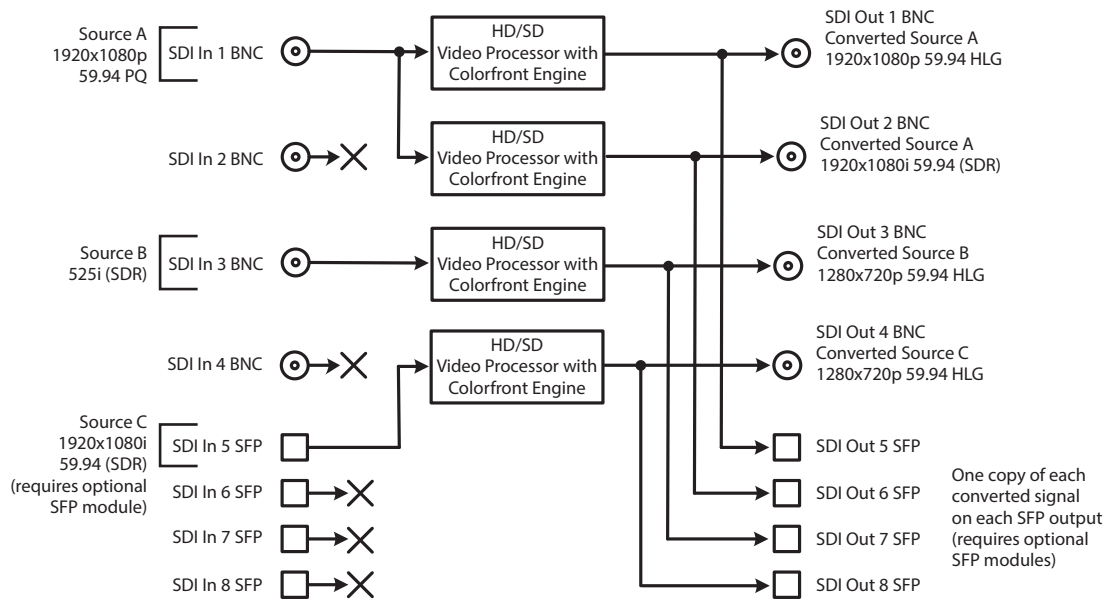 Source A
1920x1080p
59.94 PQ
SDI In 1 BNC
HD/SD
Video Processor with
Colorfront Engine
SDI Out 1 BNC
Converted Source A
1920x1080p 59.94 HLG
SDI In 2 BNC
HD/SD
Video Processor with
Colorfront Engine
SDI Out 2 BNC
Converted Source A
1920x1080i 59.94 (SDR)
Source B
525i (SDR)
SDI In 3 BNC
HD/SD
Video Processor with
Colorfront Engine
SDI Out 3 BNC
Converted Source B
1280x720p 59.94 HLG
SDI In 4 BNC
HD/SD
Video Processor with
Colorfront Engine
SDI Out 4 BNC
Converted Source C
1280x720p 59.94 HLG
Source C
1920x1080i
59.94 (SDR)
(requires optional
SFP module)
SDI In 5 SFP
SDI Out 5 SFP
SDI In 6 SFP
SDI Out 6 SFP
SDI In 7 SFP
SDI Out 7 SFP
SDI In 8 SFP
SDI Out 8 SFP
One copy of each
converted signal
on each SFP output
(requires optional
SFP modules)